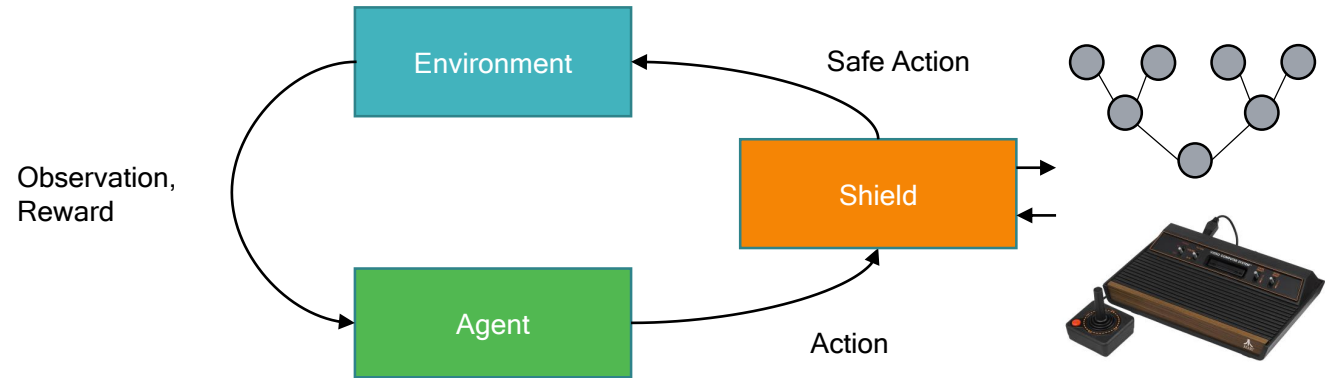 Environment
Safe Action
Observation,
Reward
Shield
Agent
Action